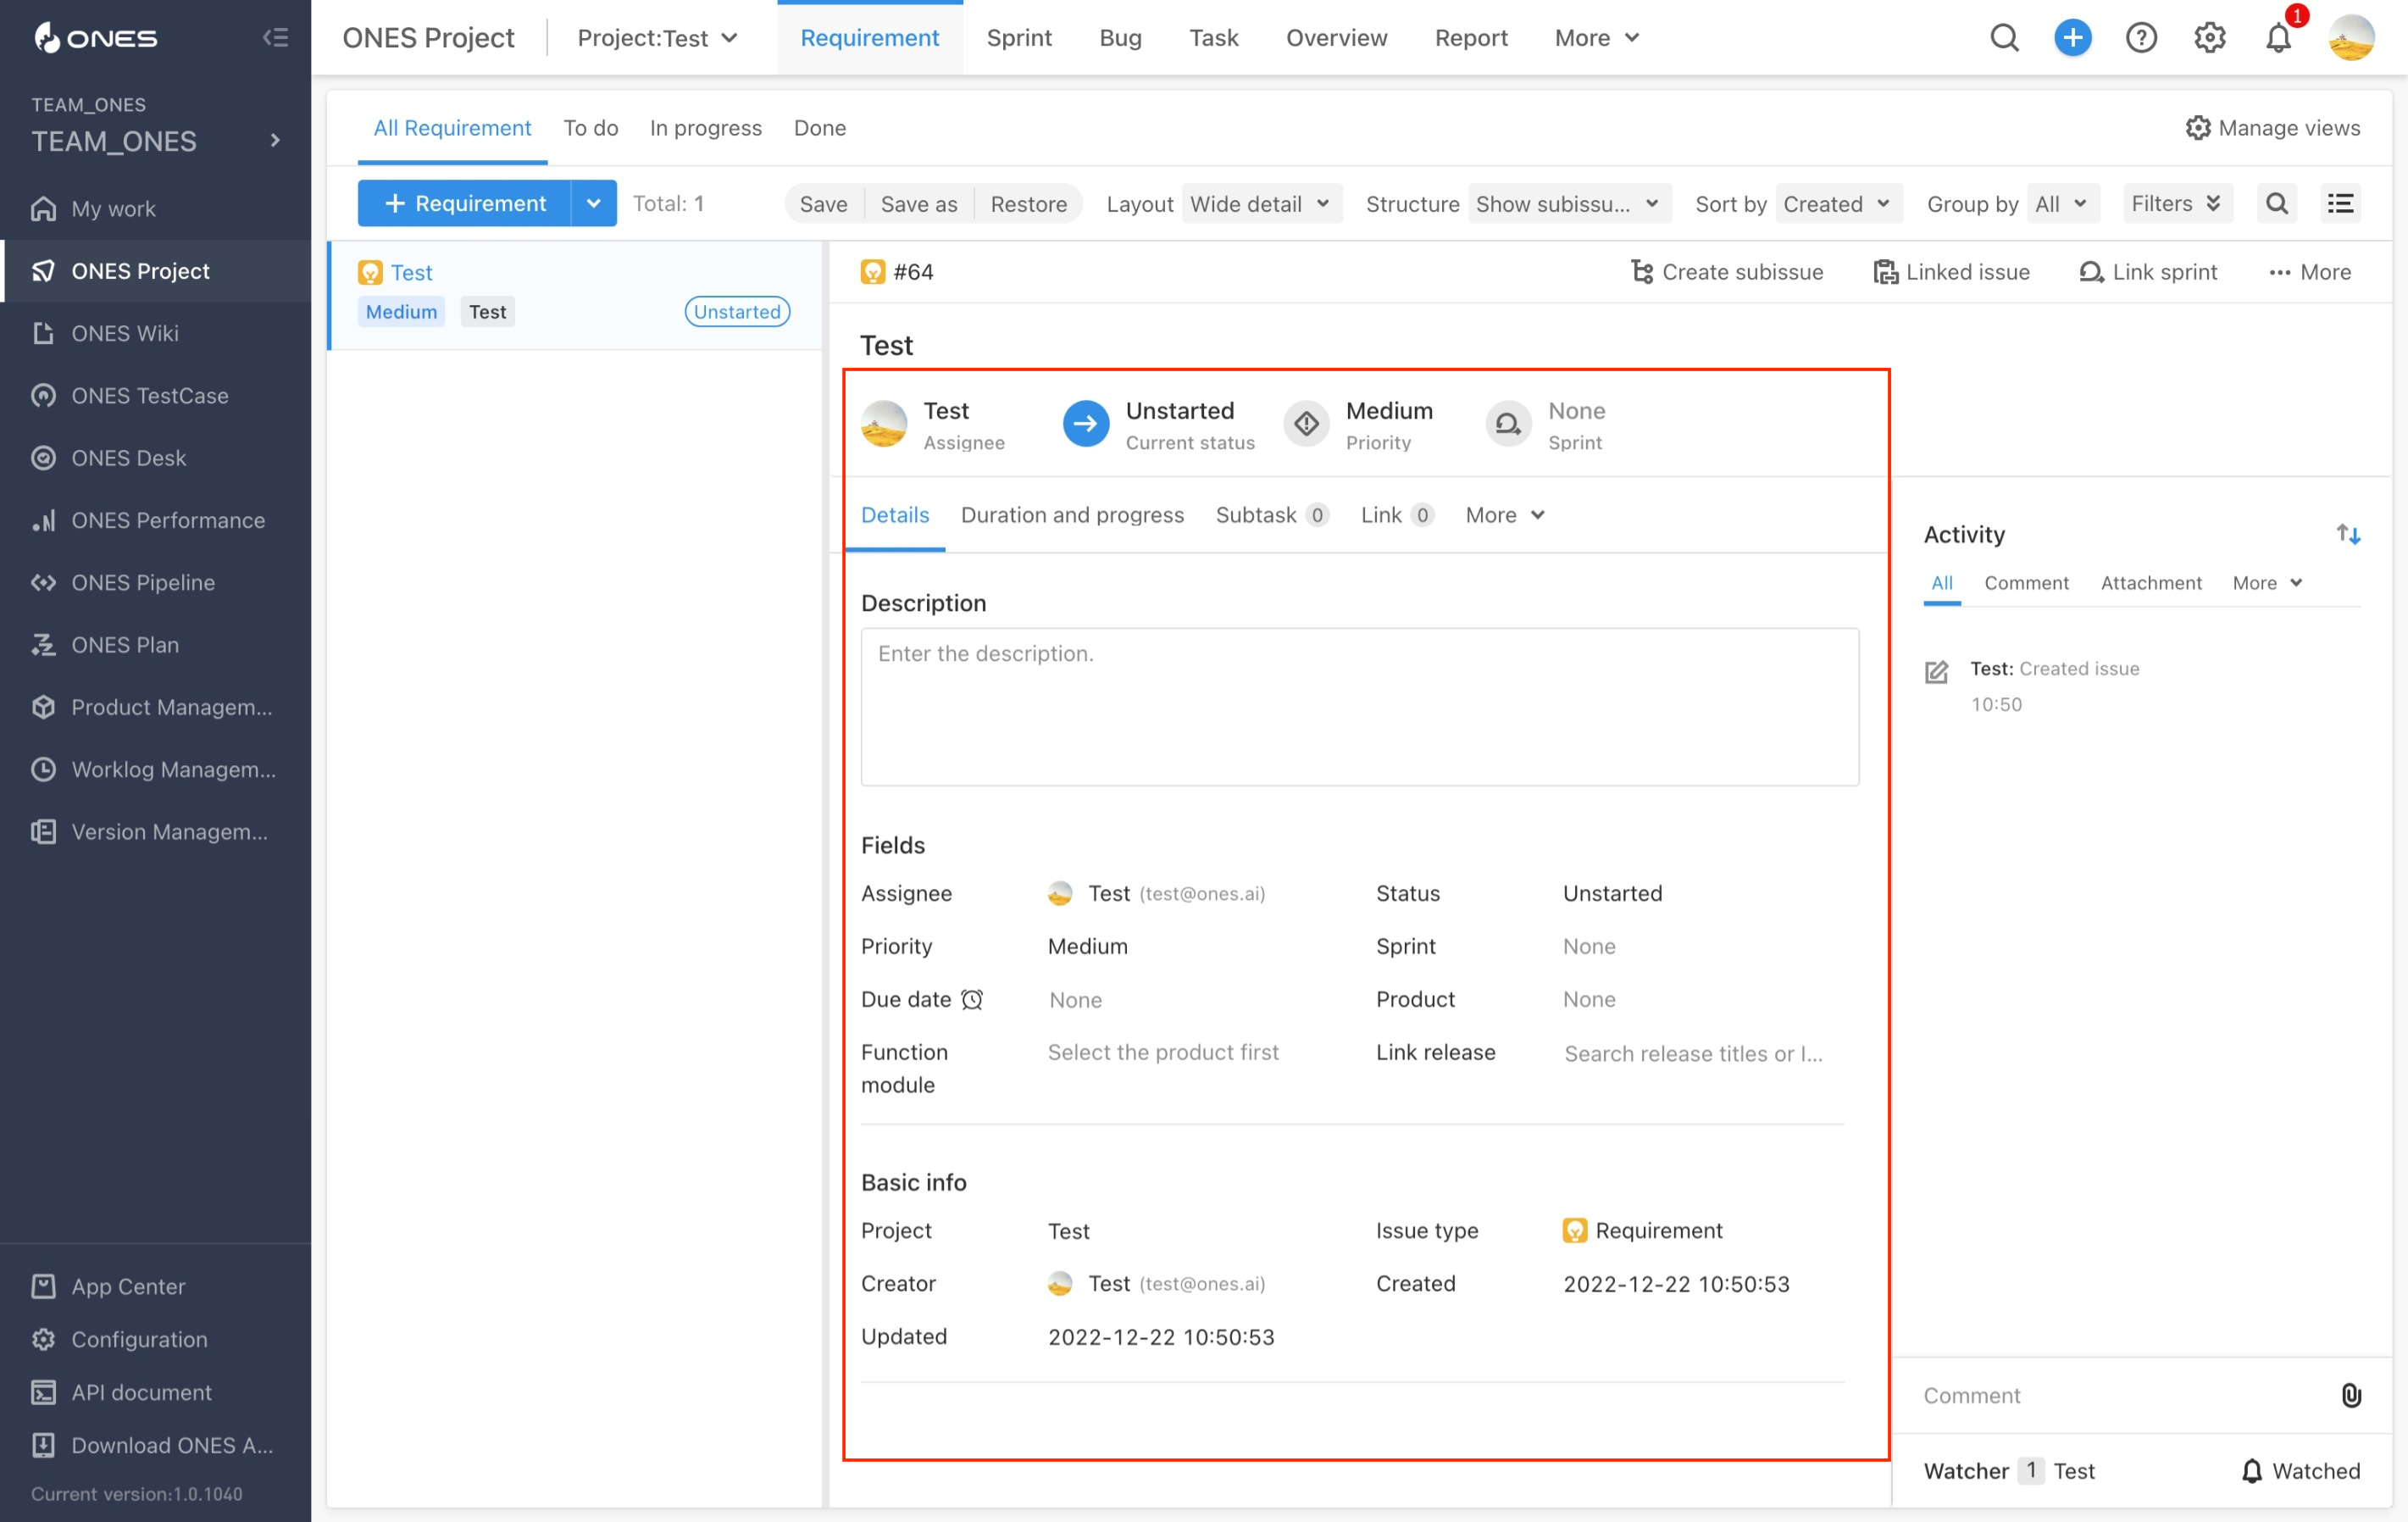 ONES
TEAM_ONES
TEAM_ONES
My work
ONES Project
ONES Wiki
ONES TestCase
ONES Desk
ONES Performance
ONES Pipeline
ONES Plan
Product Managem...
Worklog Managem...
Version Managem...
App Center
Configuration
API document
Download ONES A...
Current version:1.0.1040
ONES Project Project:Test Requirement Sprint Bug Task Overview Report More 1
All Requirement To do In progress Done Manage views
+ Requirement Total: 1 Save Save as Restore Layout Wide detail Structure Show subissu... Sort by Created Group by All Filters
Test
Medium Test Unstarted
#64 Create subissue Linked issue Link sprint ... More
Test
Test Unstarted Medium None
Assignee Current status Priority Sprint
Details Duration and progress Subtask 0 Link 0 More
Description
Enter the description.
Fields
Assignee Test (test@ones.ai) Status Unstarted
Priority Medium Sprint None
Due date None Product None
Function Select the product first Link release Search release titles or I...
module
Basic info
Project Test Issue type Requirement
Creator Test (test@ones.ai) Created 2022-12-22 10:50:53
Updated 2022-12-22 10:50:53
Activity
All Comment Attachment More
Test: Created issue
10:50
Comment
Watcher 1 Test Watched